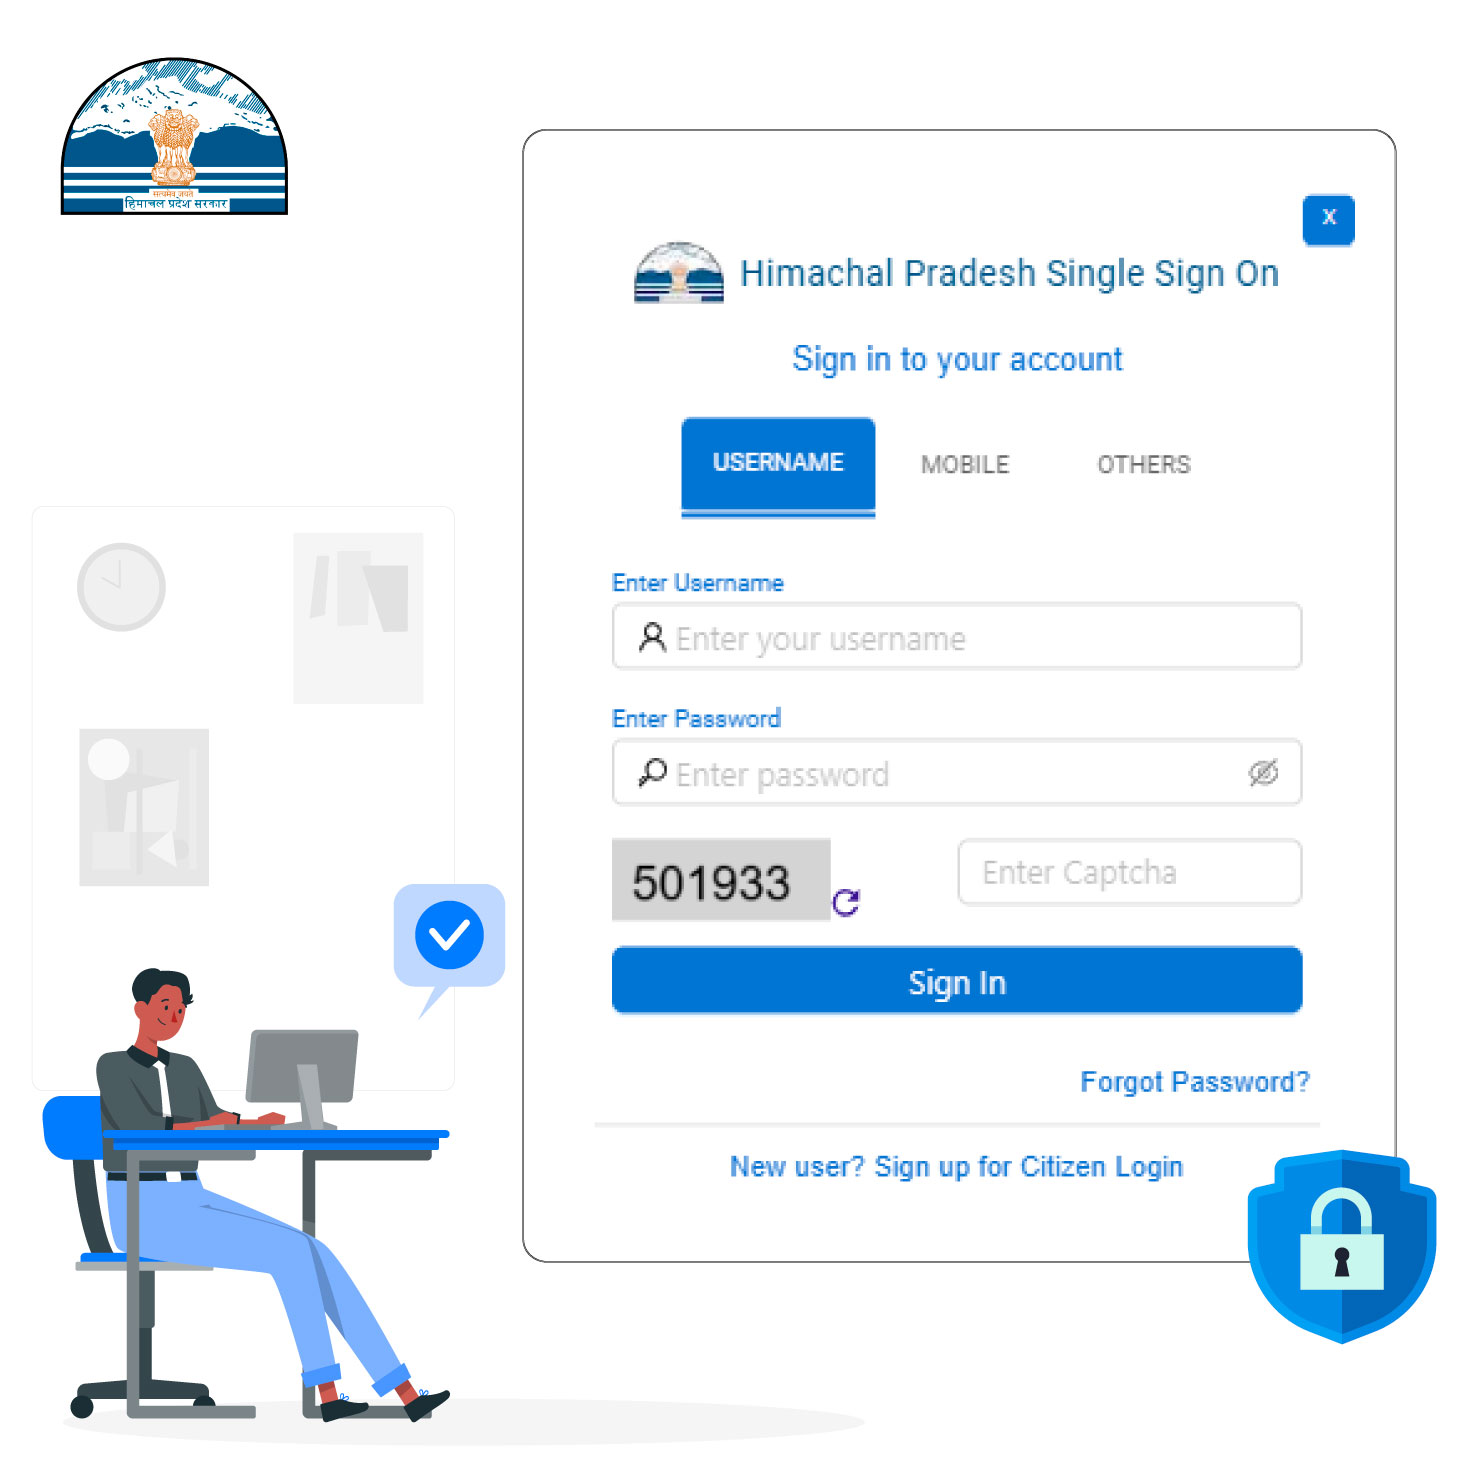 सत्यमेव जयते
हिमाचल प्रदेश सरकार
X
Himachal Pradesh Single Sign On
Sign in to your account
USERNAME MOBILE OTHERS
Enter Username
Enter your username
Enter Password
Enter password
501933 Enter Captcha
Sign In
Forgot Password?
New user? Sign up for Citizen Login